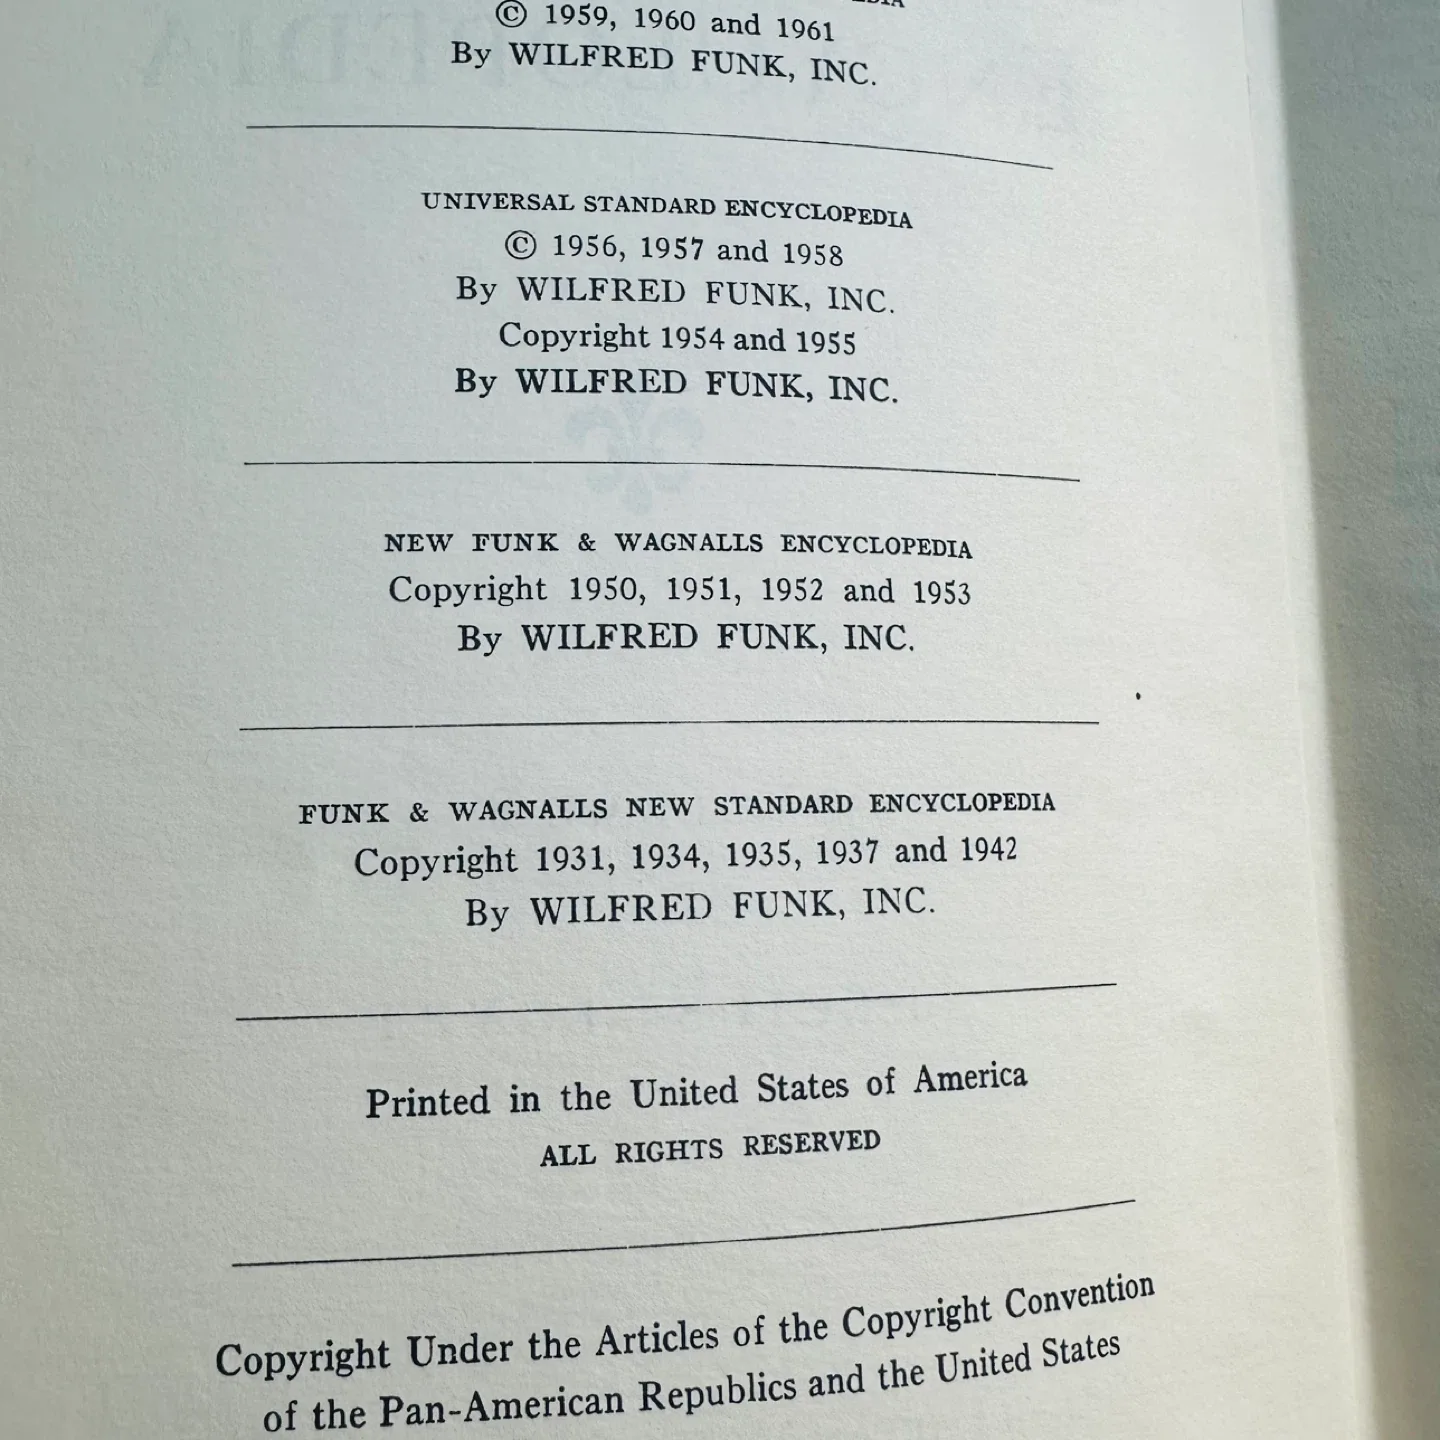 © 1959, 1960 and 1961
By WILFRED FUNK, INC.
UNIVERSAL STANDARD ENCYCLOPEDIA
© 1956, 1957 and 1958
By WILFRED FUNK, INC.
Copyright 1954 and 1955
By WILFRED FUNK, INC.
NEW FUNK & WAGNALLS ENCYCLOPEDIA
Copyright 1950, 1951, 1952 and 1953
By WILFRED FUNK, INC.
FUNK & WAGNALLS NEW STANDARD ENCYCLOPEDIA
Copyright 1931, 1934, 1935, 1937 and 1942
By WILFRED FUNK, INC.
Printed in the United States of America
ALL RIGHTS RESERVED
Copyright Under the Articles of the Copyright Convention
of the Pan-American Republics and the United States